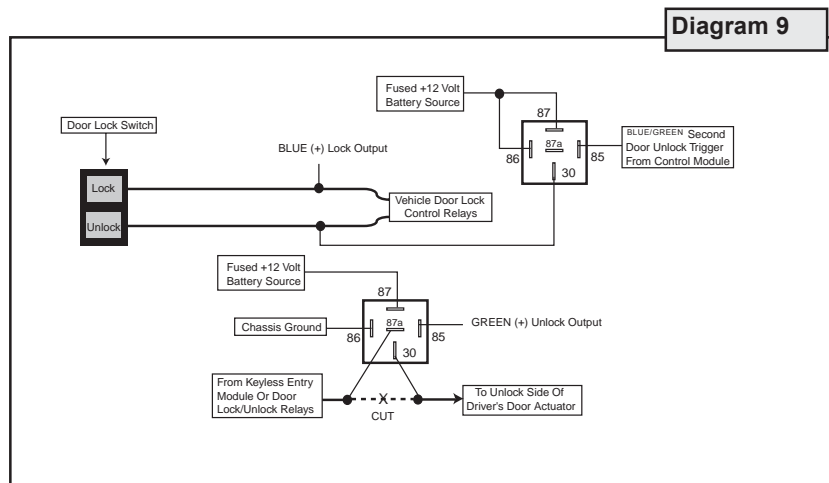 Diagram 9
Fused +12 Volt
Battery Source
87
Door Lock Switch
BLUE (+) Lock Output
87a
86
85
30
BLUE/GREEN Second
Door Unlock Trigger
From Control Module
Lock
Unlock
Vehicle Door Lock
Control Relays
Fused +12 Volt
Battery Source
87
Chassis Ground
86
87a
85
30
GREEN (+) Unlock Output
From Keyless Entry
Module Or Door
Lock/Unlock Relays
X
CUT
To Unlock Side Of
Driver's Door Actuator